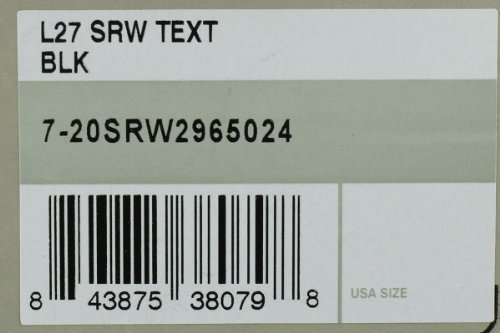 L27 SRW TEXT
BLK
7-20SRW2965024
8 43875 38079 8
USA SIZE